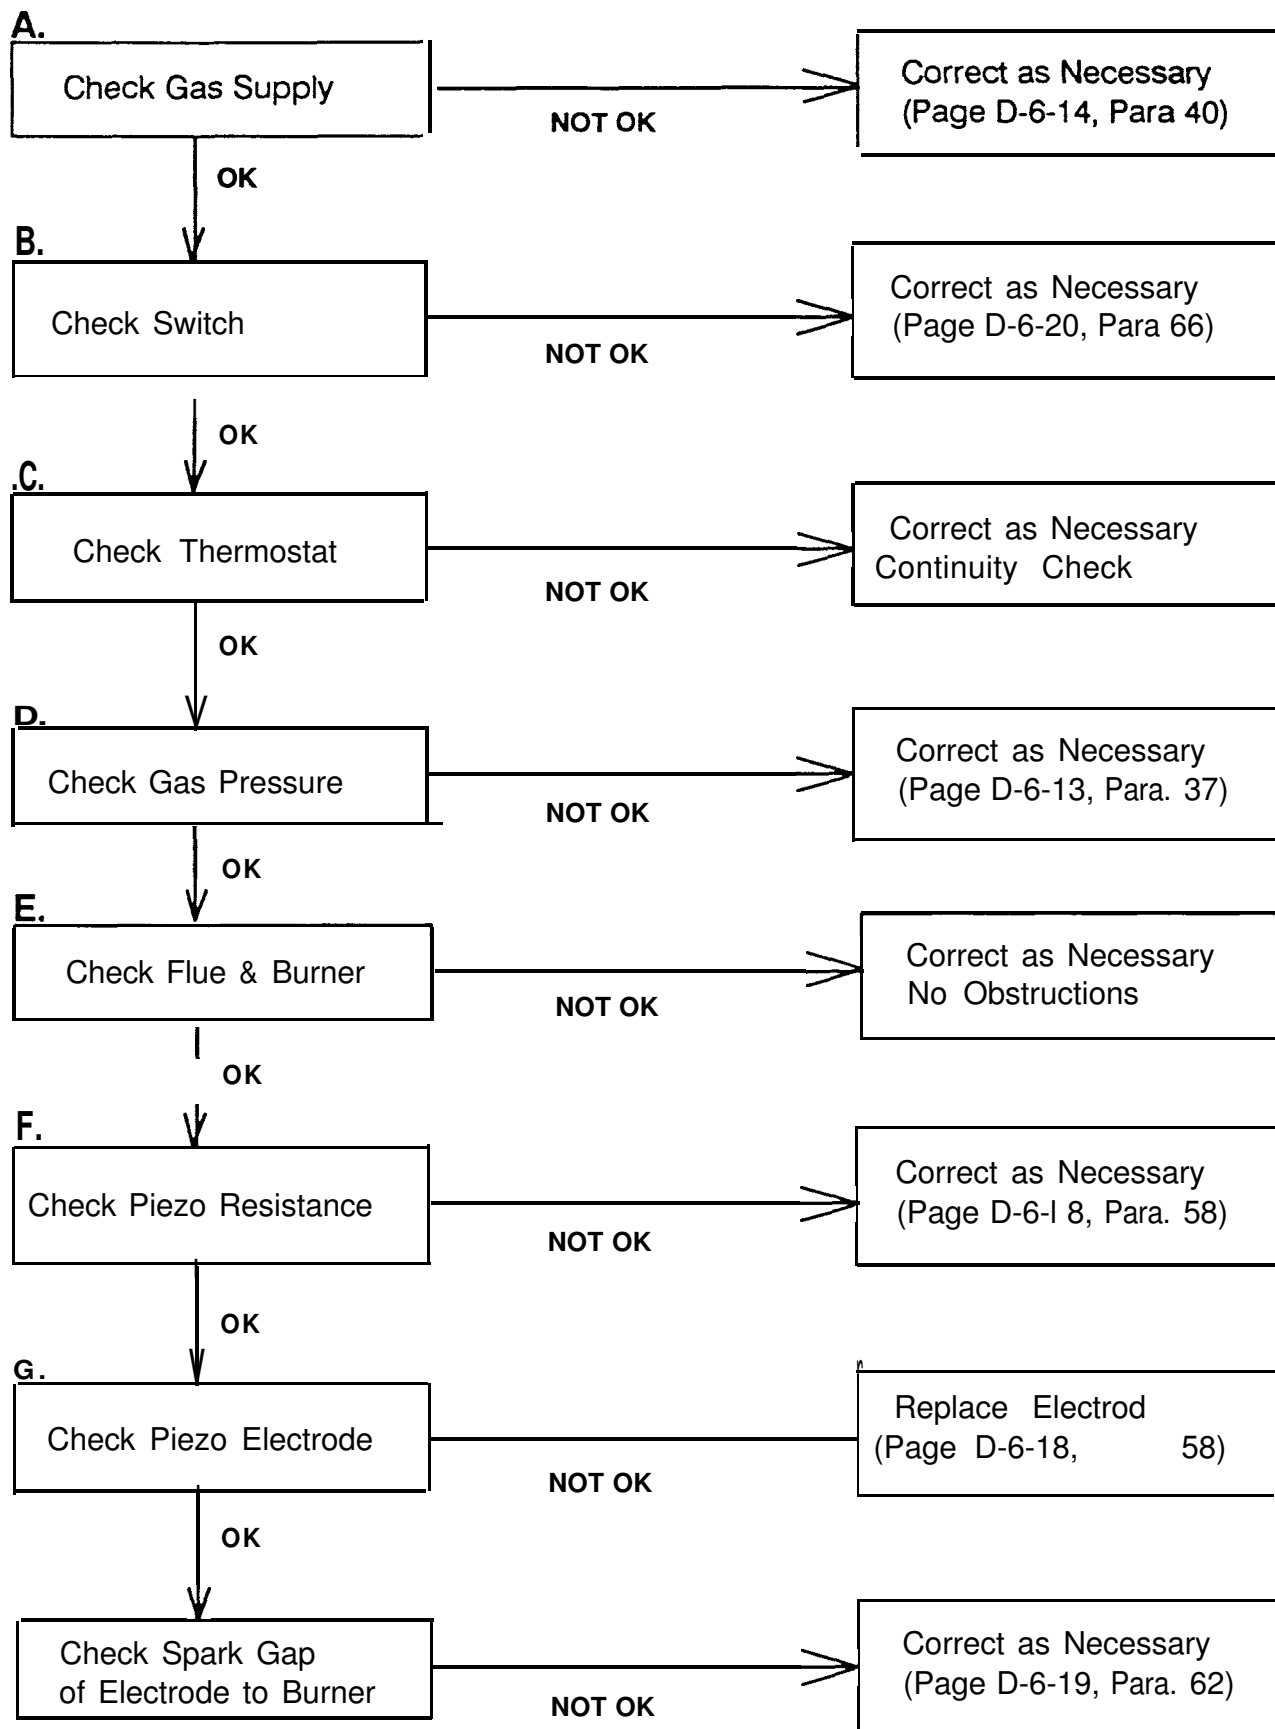 A.
Check Gas Supply
NOT OK
Correct as Necessary
(Page D-6-14, Para 40)
OK
B.
Check Switch
NOT OK
Correct as Necessary
(Page D-6-20, Para 66)
OK
.C.
Check Thermostat
NOT OK
Correct as Necessary
Continuity Check
OK
D.
Check Gas Pressure
NOT OK
Correct as Necessary
(Page D-6-13, Para. 37)
OK
E.
Check Flue & Burner
NOT OK
Correct as Necessary
No Obstructions
OK
F.
Check Piezo Resistance
NOT OK
Correct as Necessary
(Page D-6-I 8, Para. 58)
OK
G.
Check Piezo Electrode
NOT OK
Replace Electrod
(Page D-6-18, 58)
OK
Check Spark Gap
of Electrode to Burner
NOT OK
Correct as Necessary
(Page D-6-19, Para. 62)